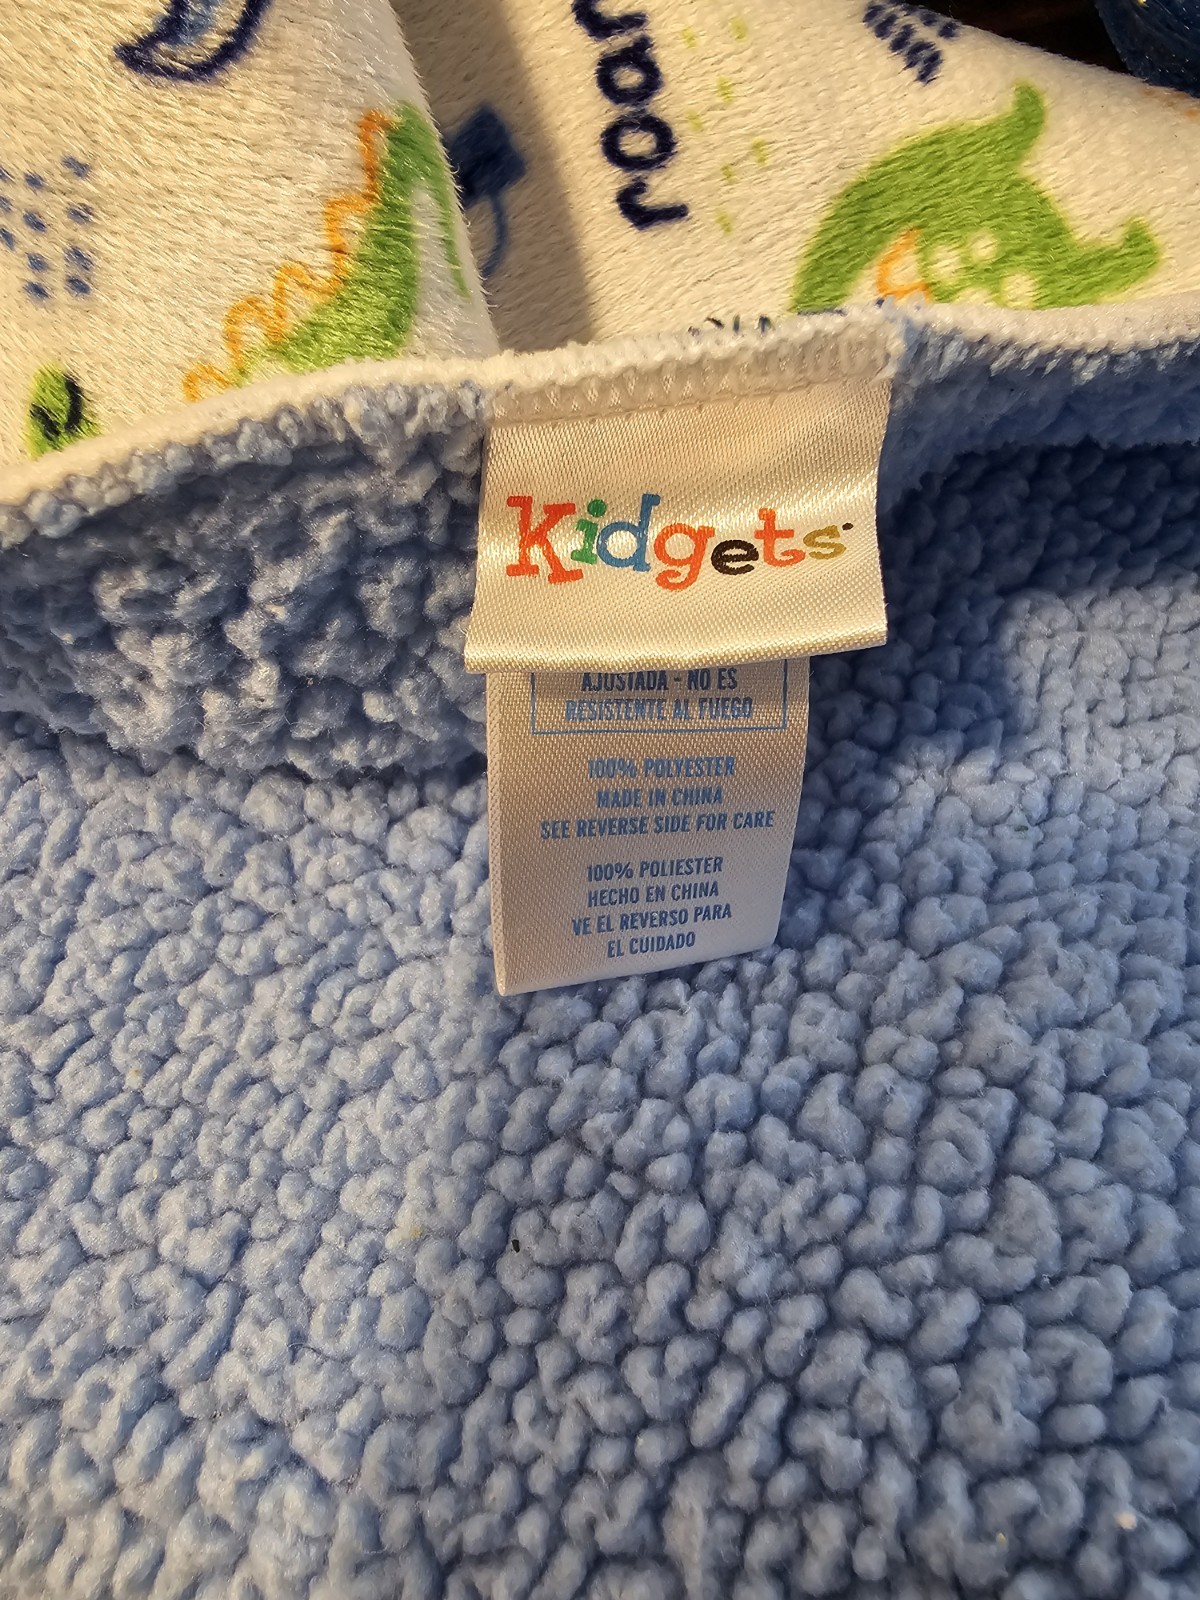 roar
Kidgets
AJUSTADA - NO ES
RESISTENTE AL FUEGO
100% POLYESTER
MADE IN CHINA
SEE REVERSE SIDE FOR CARE
100% POLIESTER
HECHO EN CHINA
VE EL REVERSO PARA
EL CUIDADO